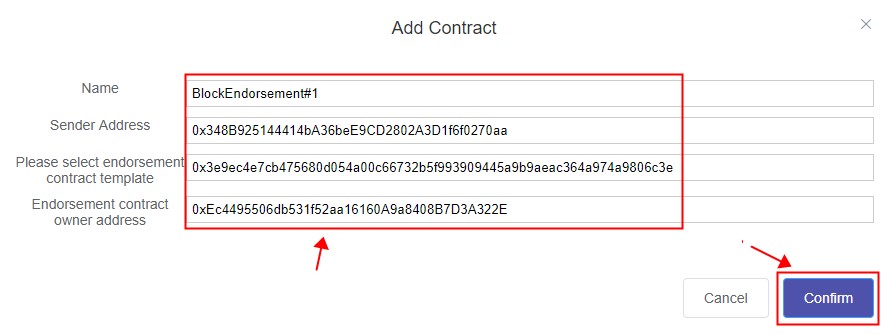 Add Contract
Name
BlockEndorsement#1
Sender Address
0x348B925144414bA36beE9CD2802A3D1f6f0270aa
Please select endorsement
contract template
0x3e9ec4e7cb475680d054a00c66732b5f993909445a9b9aeac364a974a9806c3e
Endorsement contract
owner address
0xEc4495506db531f52aa16160A9a8408B7D3A322E
Cancel
Confirm